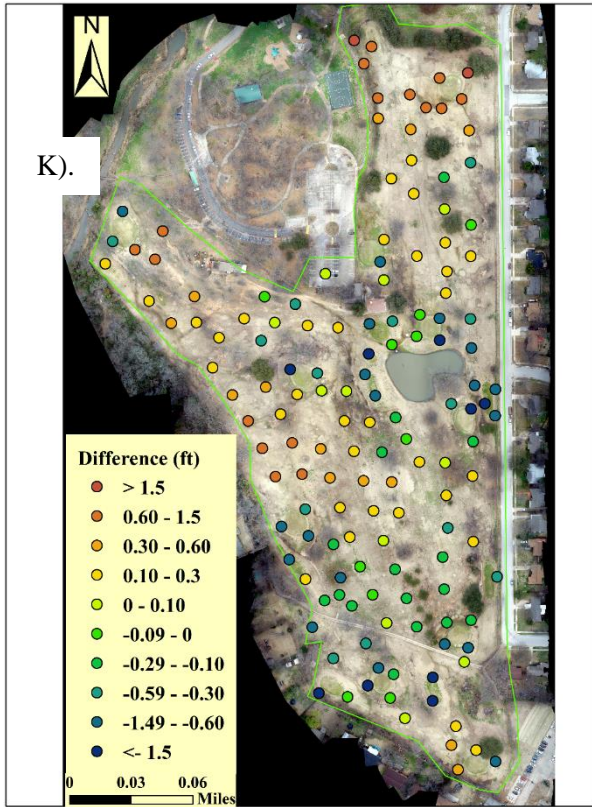 N
K).
Difference (ft)
> 1.5
0.60 - 1.5
0.30 - 0.60
0.10 - 0.3
0 - 0.10
-0.09 - 0
-0.29 - -0.10
-0.59 - -0.30
-1.49 - -0.60
<- 1.5
0 0.03 0.06
Miles